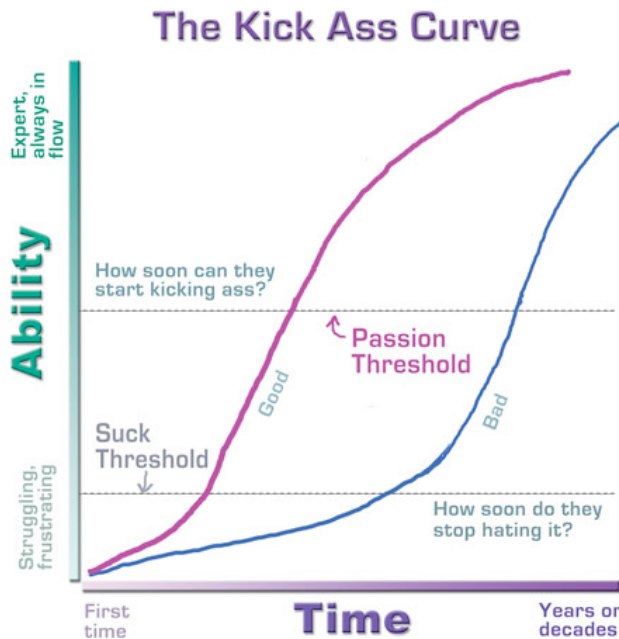 The Kick Ass Curve
Expert,
always in
flow
Ability
How soon can they
start kicking ass?
Passion
Threshold
Good
Bad
Suck
Threshold
Struggling,
frustrating
How soon do they
stop hating it?
First
time
Time
Years or
decades